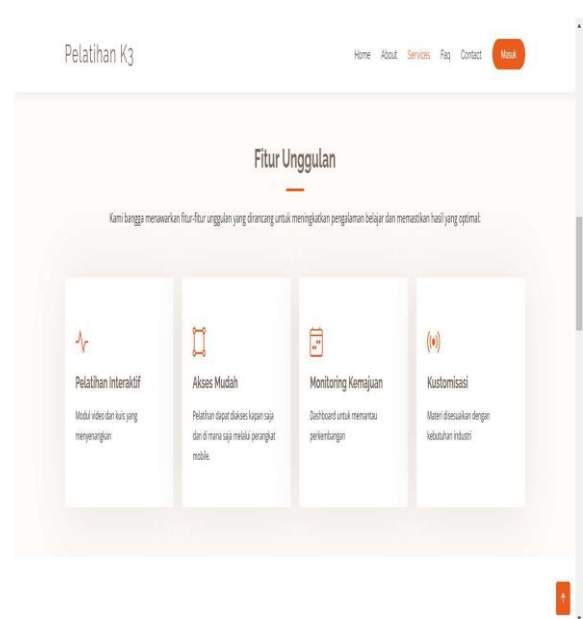 Pelatihan K3
Home About Services Faq Contact Masuk
Fitur Unggulan
Kami bangga menawarkan fitur-fitur unggulan yang dirancang untuk meningkatkan pengalaman belajar dan memastikan hasil yang optimal:
Pelatihan Interaktif
Modul video dan kuis yang
menyenangkan
Akses Mudah
Pelatihan dapat diakses kapan saja
dan di mana saja melalui perangkat
mobile.
Monitoring Kemajuan
Dashboard untuk memantau
perkembangan
Kustomisasi
Materi disesuaikan dengan
kebutuhan industri